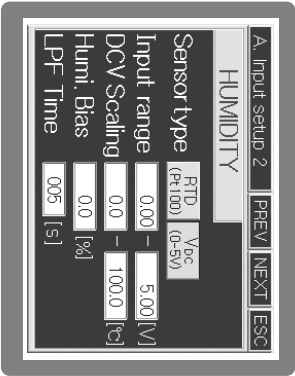 A. Input setup 2 PREV NEXT ESC
HUMIDITY
Sensor type RTD (Pt100) VDC (0-5V)
Input range 0.00 - 5.00 [V]
DCV Scaling 0.0 - 100.0 [℃]
Humi. Bias 0.0 [%]
LPF Time 005 [S]